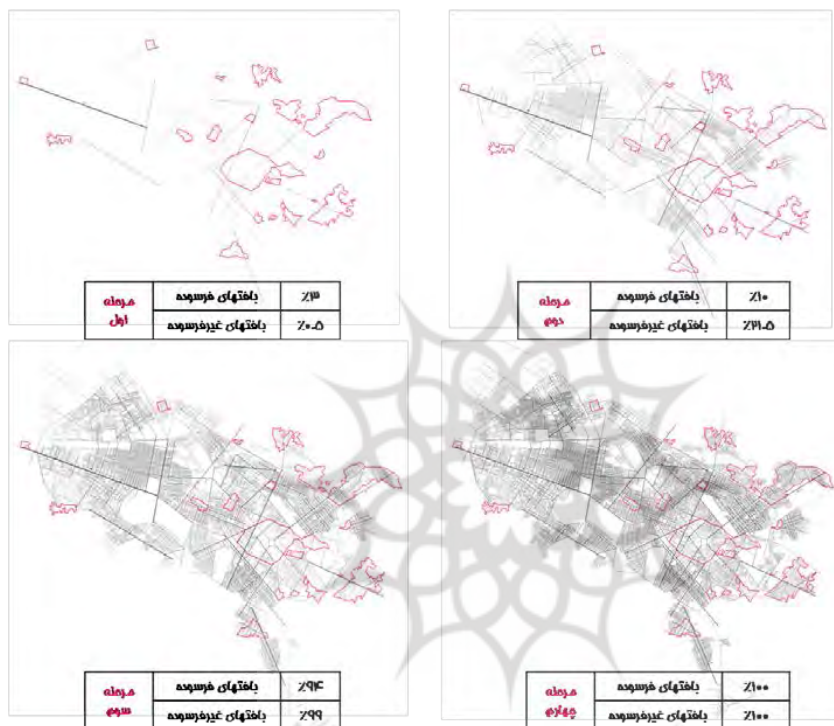 ٪۳ بافتهای فرسوده مرحله
٪۰.۵ بافتهای غیرفرسوده اول
٪۱۰ بافتهای فرسوده مرحله
٪۲۱.۵ بافتهای غیرفرسوده دوم
٪۹۴ بافتهای فرسوده مرحله
٪۹۹ بافتهای غیرفرسوده سوم
٪۱۰۰ بافتهای فرسوده مرحله
٪۱۰۰ بافتهای غیرفرسوده چهارم